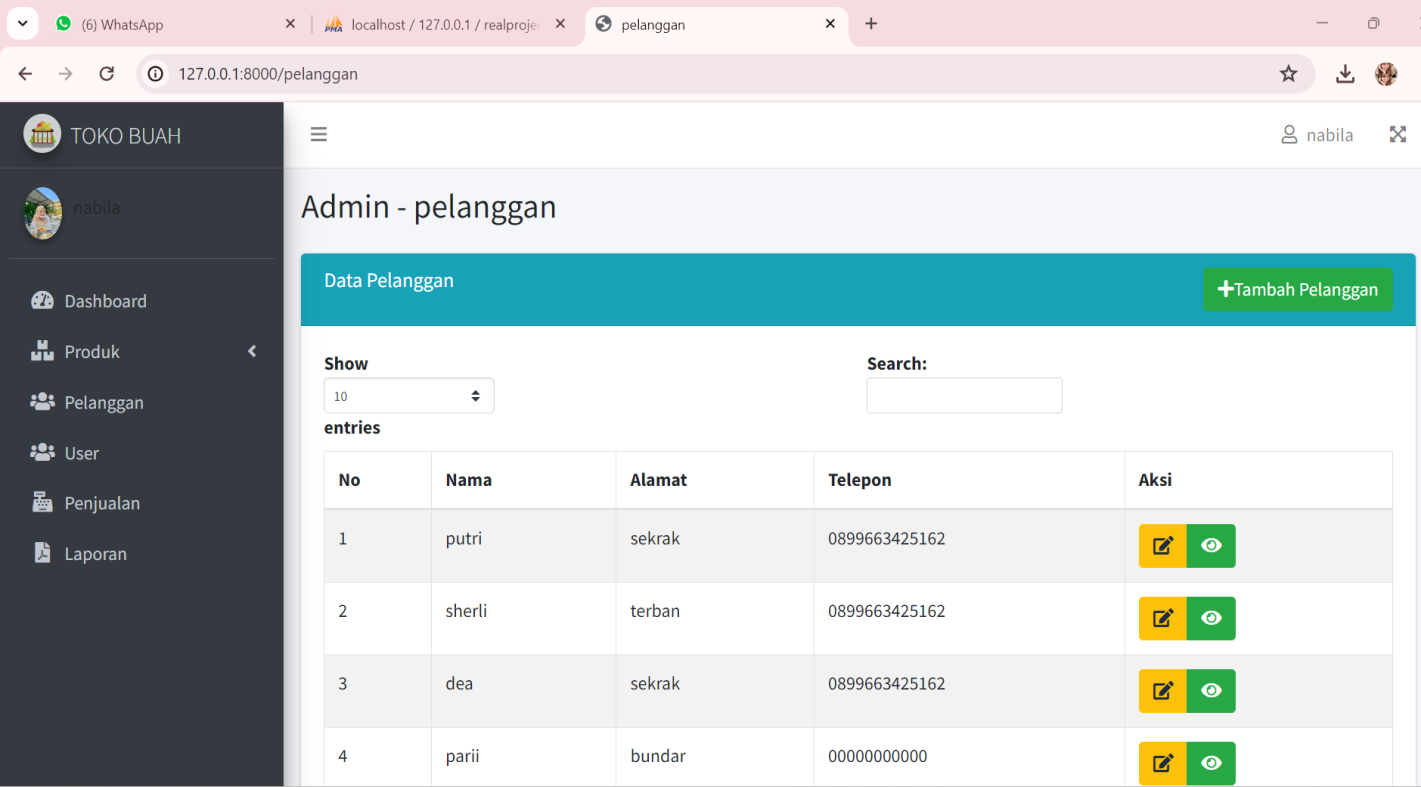 (6) WhatsApp
PMA localhost / 127.0.0.1 / realprojec
pelanggan
127.0.0.1:8000/pelanggan
TOKO BUAH
nabila
nabila
Admin - pelanggan
Dashboard
Produk
Pelanggan
User
Penjualan
Laporan
Data Pelanggan
Tambah Pelanggan
Show
10
entries
Search:
No Nama Alamat Telepon Aksi
1 putri sekrak 0899663425162
2 sherli terban 0899663425162
3 dea sekrak 0899663425162
4 parii bundar 00000000000